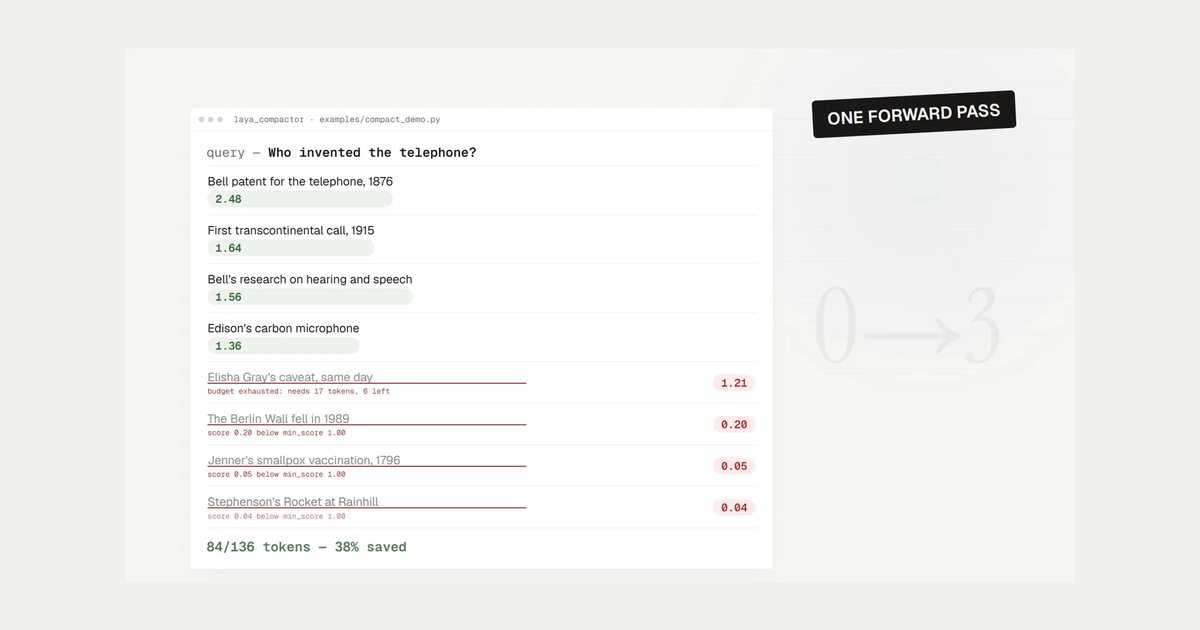 laya_compactor · examples/compact_demo.py
ONE FORWARD PASS
query — Who invented the telephone?
Bell patent for the telephone, 1876
2.48
First transcontinental call, 1915
1.64
Bell's research on hearing and speech
1.56
Edison's carbon microphone
1.36
Elisha Gray's caveat, same day
1.21
budget exhausted: needs 17 tokens, 6 left
The Berlin Wall fell in 1989
0.20
score 0.20 below min_score 1.00
Jenner's smallpox vaccination, 1796
0.05
score 0.05 below min_score 1.00
Stephenson's Rocket at Rainhill
0.04
score 0.04 below min_score 1.00
84/136 tokens — 38% saved
0→3